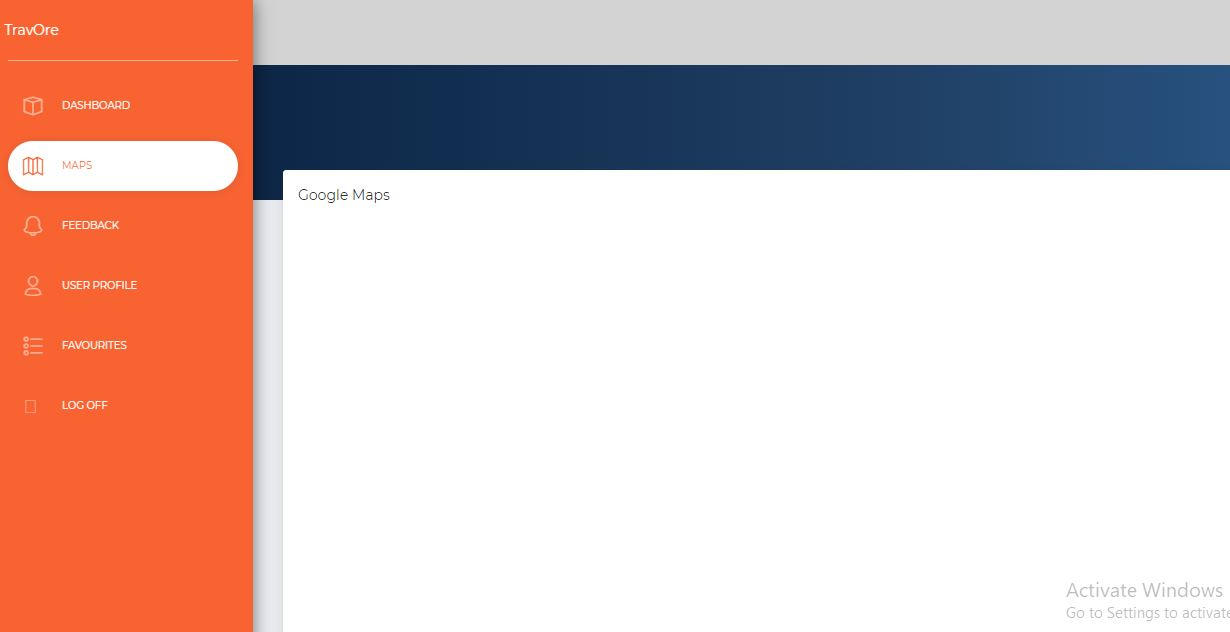 TravOre
DASHBOARD
MAPS
FEEDBACK
USER PROFILE
FAVOURITES
LOG OFF
Google Maps
Activate Windows
Go to Settings to activate